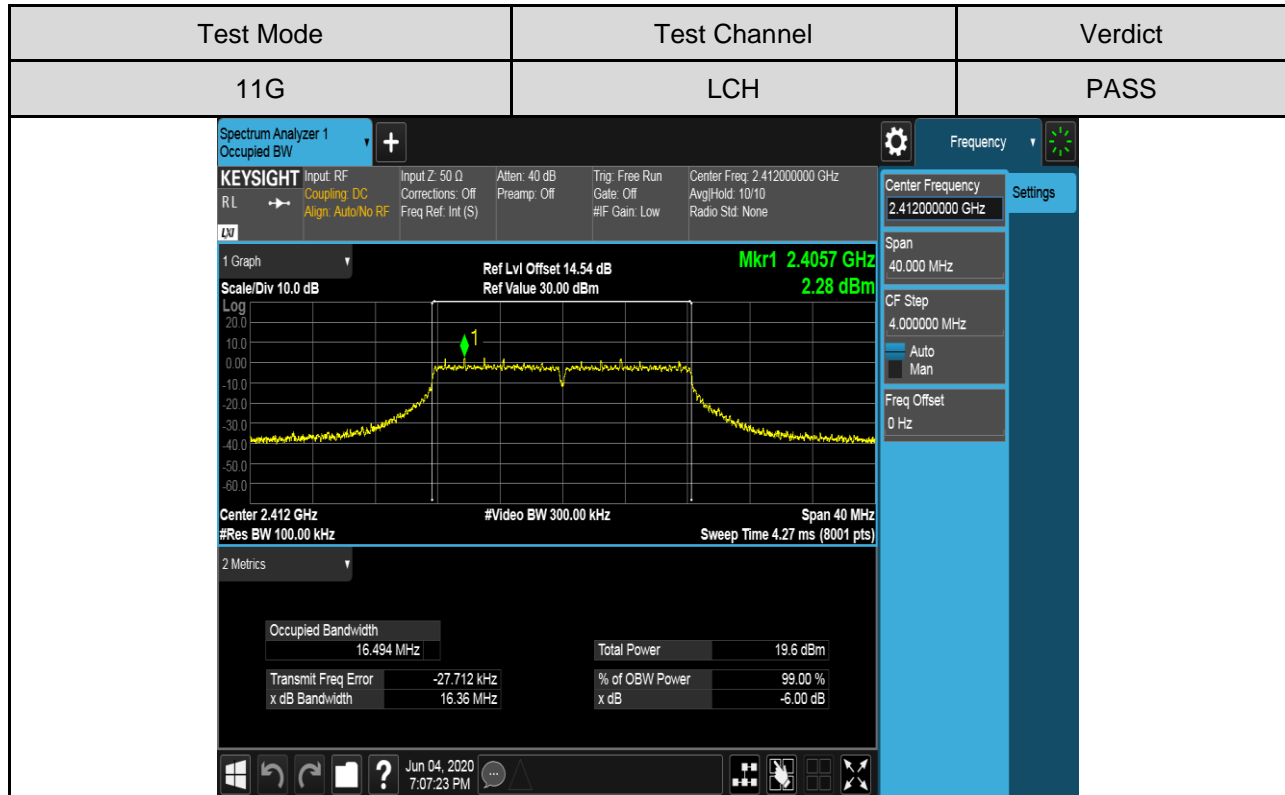 Test Mode Test Channel Verdict
11G LCH PASS
Spectrum Analyzer 1
Occupied BW
+
Frequency
KEYSIGHT Input: RF Input Z: 50 Ω Atten: 40 dB Trig: Free Run Center Freq: 2.412000000 GHz
RL Coupling: DC Corrections: Off Preamp: Off Gate: Off Avg|Hold: 10/10
Align: Auto/No RF Freq Ref: Int (S) #IF Gain: Low Radio Std: None
LXI
Center Frequency
2.412000000 GHz
Settings
Span
40.000 MHz
CF Step
4.000000 MHz
Auto
Man
Freq Offset
0 Hz
1 Graph Ref Lvl Offset 14.54 dB Mkr1 2.4057 GHz
Scale/Div 10.0 dB Ref Value 30.00 dBm 2.28 dBm
Log
20.0
10.0
0.00
-10.0
-20.0
-30.0
-40.0
-50.0
-60.0
1
Center 2.412 GHz #Video BW 300.00 kHz Span 40 MHz
#Res BW 100.00 kHz Sweep Time 4.27 ms (8001 pts)
2 Metrics
Occupied Bandwidth
16.494 MHz Total Power 19.6 dBm
Transmit Freq Error -27.712 kHz % of OBW Power 99.00 %
x dB Bandwidth 16.36 MHz x dB -6.00 dB
? Jun 04, 2020
7:07:23 PM